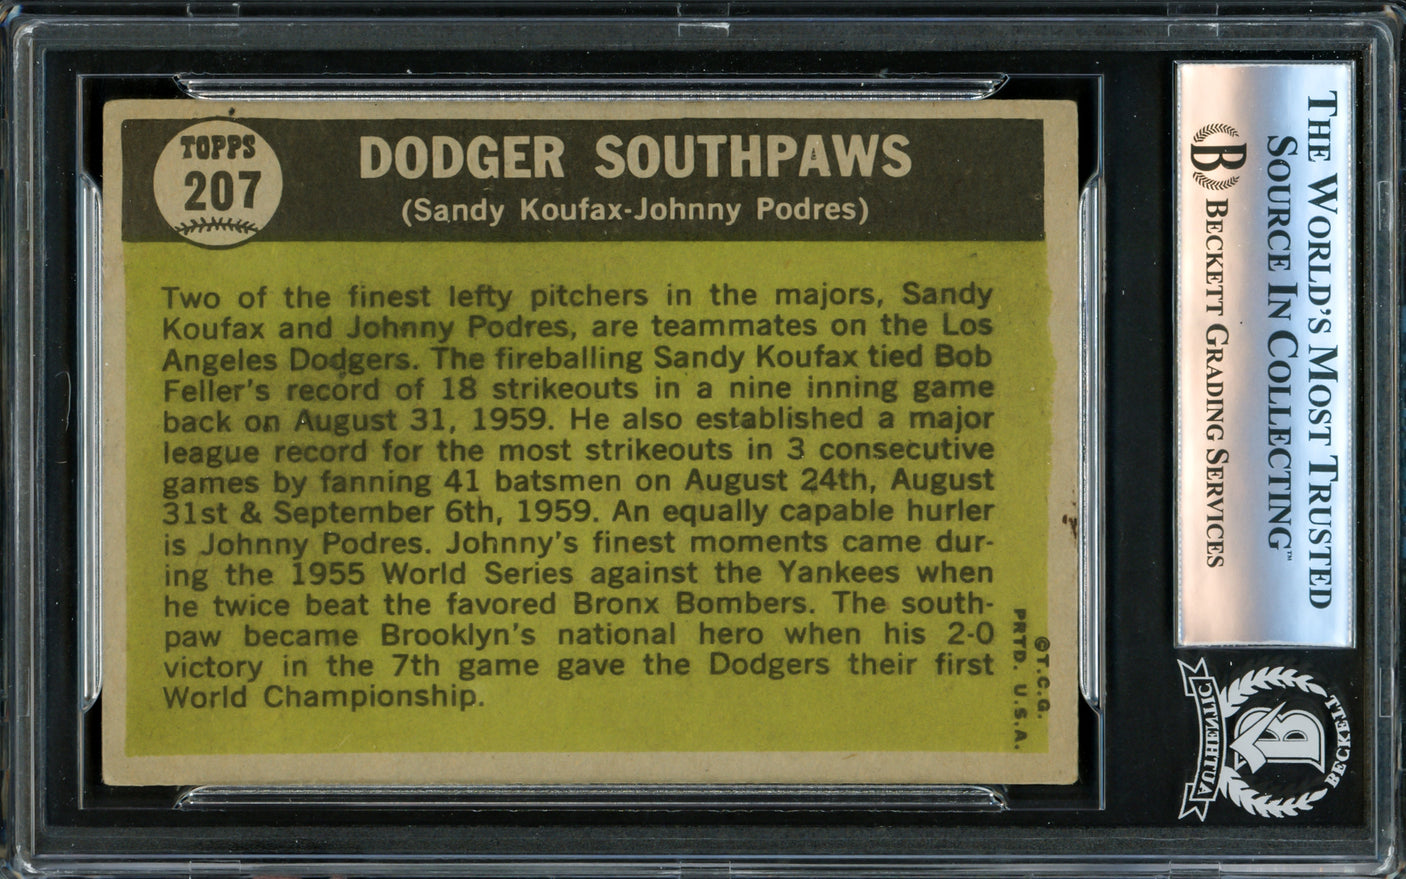 TOPPS
207
DODGER SOUTHPAWS
(Sandy Koufax-Johnny Podres)
Two of the finest lefty pitchers in the majors, Sandy
Koufax and Johnny Podres, are teammates on the Los
Angeles Dodgers. The fireballing Sandy Koufax tied Bob
Feller's record of 18 strikeouts in a nine inning game
back on August 31, 1959. He also established a major
league record for the most strikeouts in 3 consecutive
games by fanning 41 batsmen on August 24th, August
31st & September 6th, 1959. An equally capable hurler
is Johnny Podres. Johnny's finest moments came dur-
ing the 1955 World Series against the Yankees when
he twice beat the favored Bronx Bombers. The south-
paw became Brooklyn's national hero when his 2-0
victory in the 7th game gave the Dodgers their first
World Championship.
©T.C.G.
PRTD. U.S.A.
THE WORLD'S MOST TRUSTED
SOURCE IN COLLECTING™
B BECKETT GRADING SERVICES
BECKETT
B
AUTHENTIC